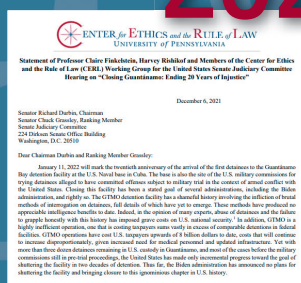 202
CENTER for ETHICS and the RULE of LAW
UNIVERSITY of PENNSYLVANIA
Statement of Professor Claire Finkelstein, Harvey Rishikof and Members of the Center for Ethics
and the Rule of Law (CERL) Working Group for the United States Senate Judiciary Committee
Hearing on “Closing Guantánamo: Ending 20 Years of Injustice”
December 6, 2021
Senator Richard Durbin, Chairman
Senator Chuck Grassley, Ranking Member
Senate Judiciary Committee
224 Dirksen Senate Office Building
Washington, D.C. 20510
Dear Chairman Durbin and Ranking Member Grassley:
January 11, 2022 will mark the twentieth anniversary of the arrival of the first detainees to the Guantánamo
Bay detention facility at the U.S. Naval base in Cuba. The base is also the site of the U.S. military commissions for
trying detainees alleged to have committed offenses subject to military trial in the context of armed conflict with
the United States. Closing this facility has been a stated goal of several administrations, including the Biden
administration, and rightly so. The GTMO detention facility has a shameful history involving the infliction of brutal
methods of interrogation on detainees, full details of which have yet to emerge. These methods have produced no
appreciable intelligence benefits to date. Indeed, in the opinion of many experts, abuse of detainees and the failure
to grapple honestly with this history has imposed grave costs on U.S. national security.¹ In addition, GTMO is a
highly inefficient operation, one that is costing taxpayers sums vastly in excess of comparable detentions in federal
facilities. GTMO operations have cost U.S. taxpayers upwards of 8 billion dollars to date, costs that will continue
to increase disproportionately, given increased need for medical personnel and updated infrastructure. Yet with
more than three dozen detainees remaining in U.S. custody in Guantanamo, and most of the cases before the military
commissions still in pre-trial proceedings, the United States has made only incremental progress toward the goal of
shuttering the facility in two decades of detention. Thus far, the Biden administration has announced no plans for
shuttering the facility and bringing closure to this ignominious chapter in U.S. history.